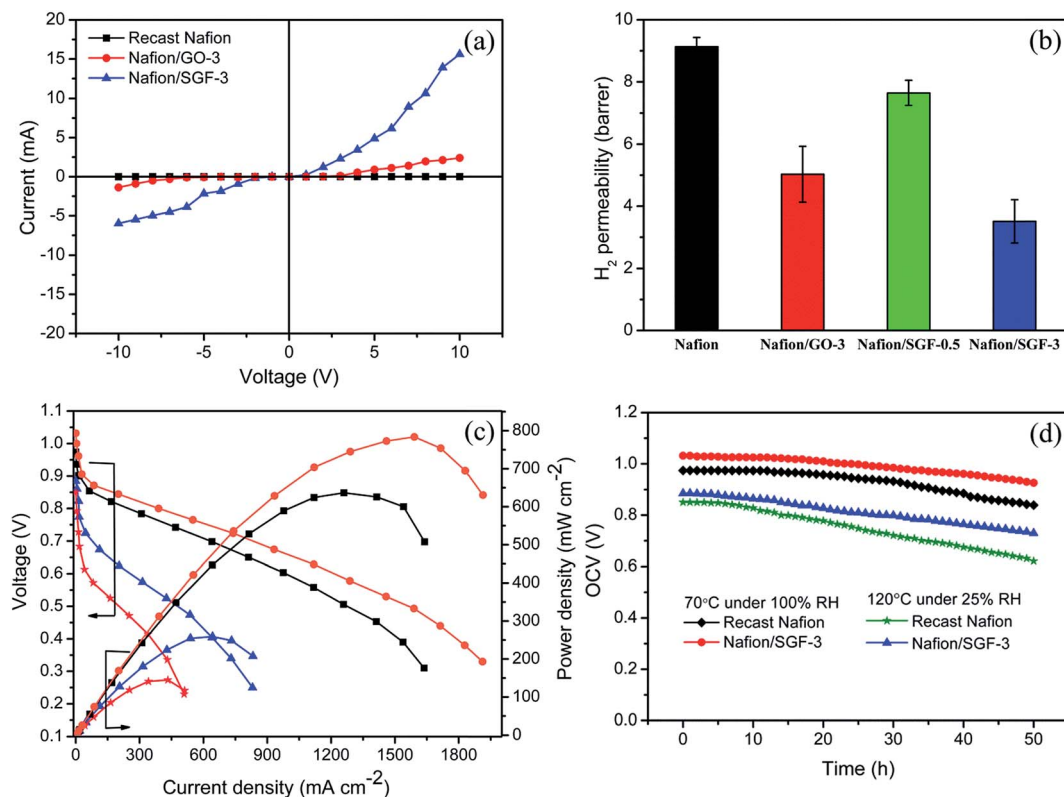 (a)
Recast Nafion
Nafion/GO-3
Nafion/SGF-3
Current (mA)
20
15
10
5
0
-5
-10
-15
-20
-10 -5 0 5 10
Voltage (V)
(b)
H2 permeability (barrer)
10
8
6
4
2
0
Nafion Nafion/GO-3 Nafion/SGF-0.5 Nafion/SGF-3
(c)
Voltage (V)
1.1
1.0
0.9
0.8
0.7
0.6
0.5
0.4
0.3
0.2
0.1
Power density (mW cm-2)
800
700
600
500
400
300
200
100
0
0 300 600 900 1200 1500 1800
Current density (mA cm-2)
(d)
OCV (V)
1.2
1.0
0.8
0.6
0.4
0.2
0.0
70°C under 100% RH 120°C under 25% RH
Recast Nafion Recast Nafion
Nafion/SGF-3 Nafion/SGF-3
0 10 20 30 40 50
Time (h)